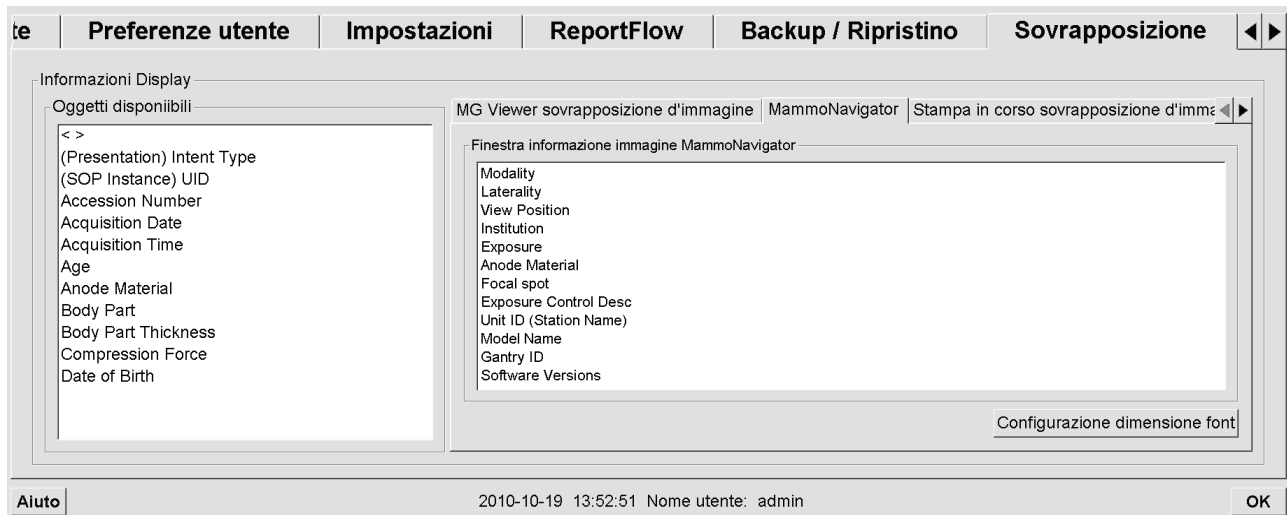 te Preferenze utente Impostazioni ReportFlow Backup / Ripristino Sovrapposizione
Informazioni Display
Oggetti disponiibili
< >
(Presentation) Intent Type
(SOP Instance) UID
Accession Number
Acquisition Date
Acquisition Time
Age
Anode Material
Body Part
Body Part Thickness
Compression Force
Date of Birth
MG Viewer sovrapposizione d'immagine MammoNavigator Stampa in corso sovrapposizione d'imma
Finestra informazione immagine MammoNavigator
Modality
Laterality
View Position
Institution
Exposure
Anode Material
Focal spot
Exposure Control Desc
Unit ID (Station Name)
Model Name
Gantry ID
Software Versions
Configurazione dimensione font
Aiuto 2010-10-19 13:52:51 Nome utente: admin OK